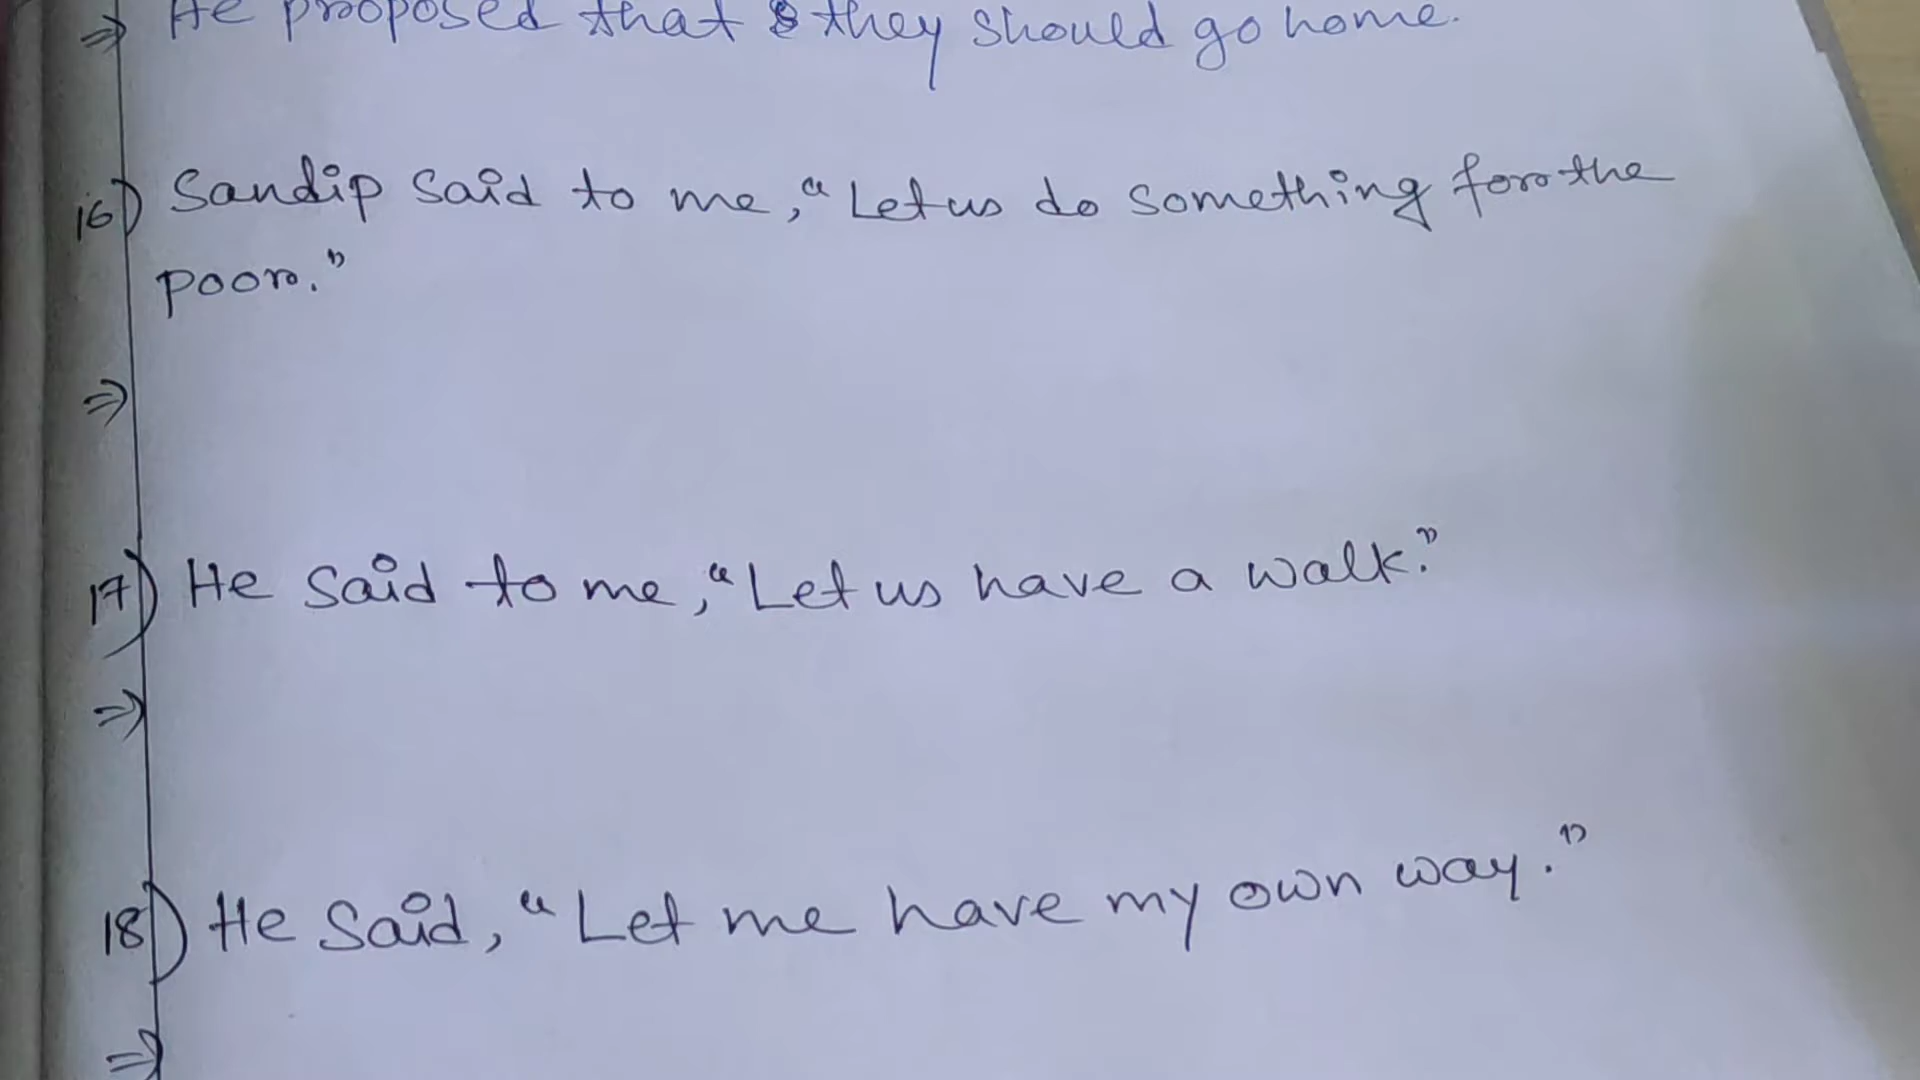 ⇒ He proposed that they should go home.
16) Sandip said to me, "Let us do something for the
poor."
⇒
17) He said to me, "Let us have a walk."
⇒
18) He said, "Let me have my own way."
⇒